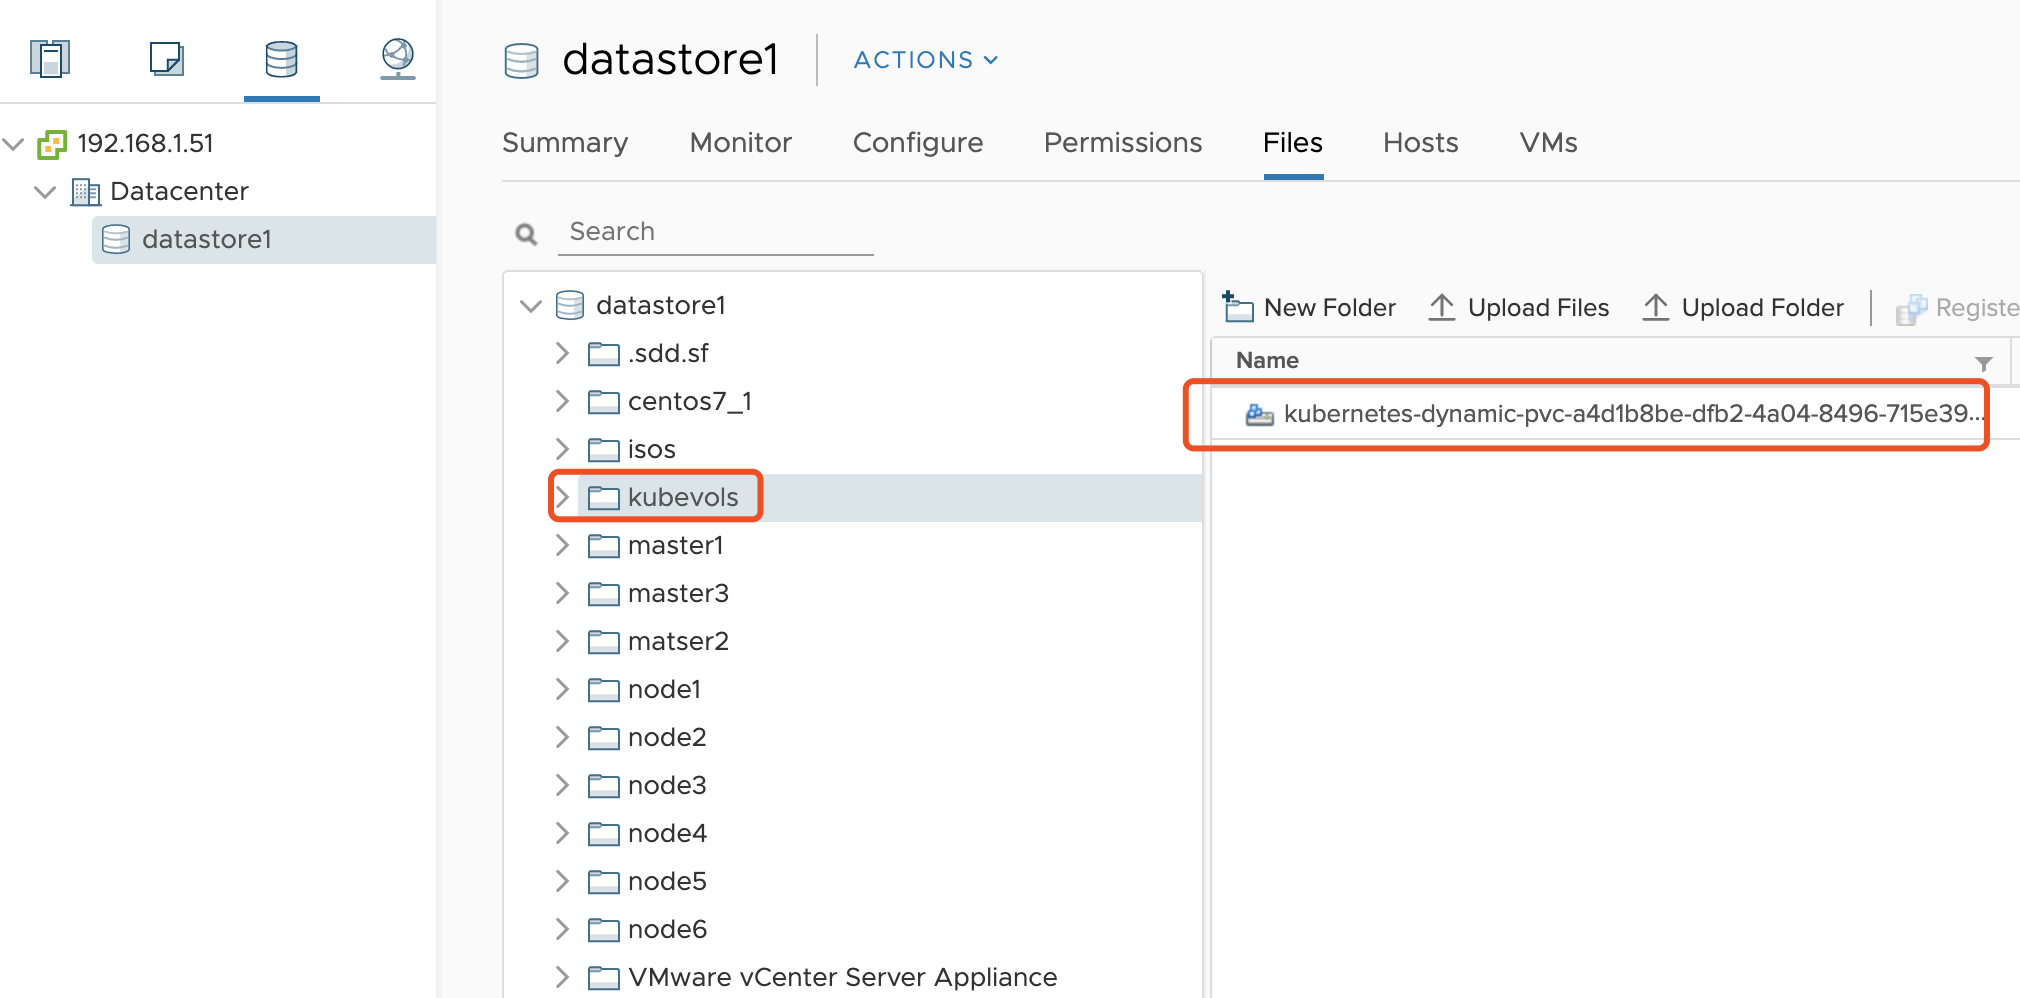 192.168.1.51
Datacenter
datastore1
datastore1
ACTIONS
Summary Monitor Configure Permissions Files Hosts VMs
Search
datastore1
.sdd.sf
centos7_1
isos
kubevols
master1
master3
matser2
node1
node2
node3
node4
node5
node6
VMware vCenter Server Appliance
New Folder Upload Files Upload Folder Registe
Name
kubernetes-dynamic-pvc-a4d1b8be-dfb2-4a04-8496-715e39...